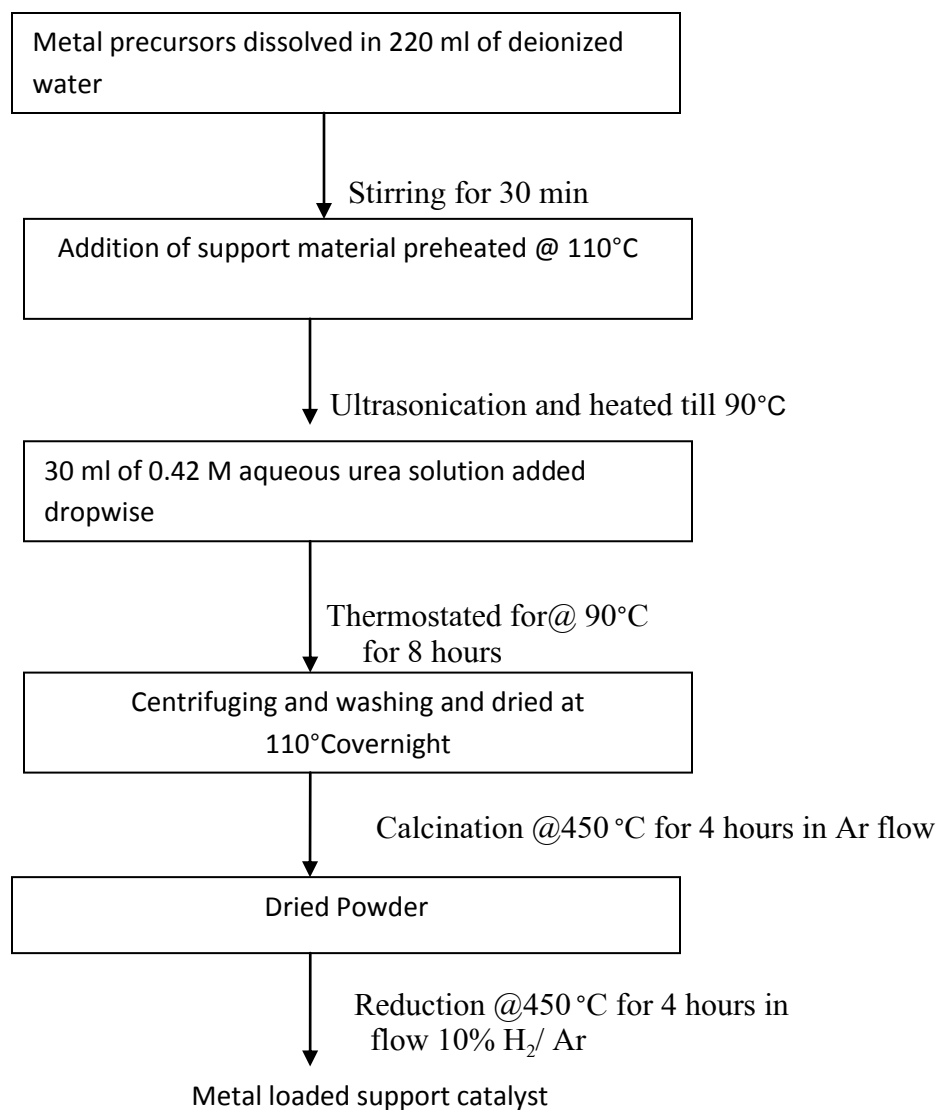 Metal precursors dissolved in 220 ml of deionized
water
Stirring for 30 min
Addition of support material preheated @ 110°C
Ultrasonication and heated till 90°C
30 ml of 0.42 M aqueous urea solution added
dropwise
Thermostated for@ 90°C
for 8 hours
Centrifuging and washing and dried at
110°Covernight
Calcination @450 °C for 4 hours in Ar flow
Dried Powder
Reduction @450 °C for 4 hours in
flow 10% H₂/ Ar
Metal loaded support catalyst